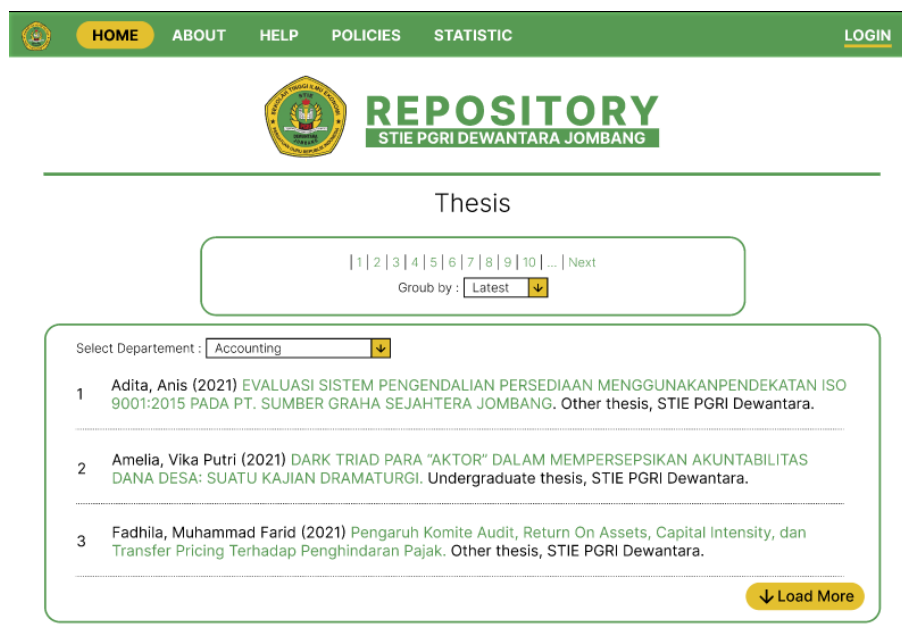 HOME ABOUT HELP POLICIES STATISTIC LOGIN
REPOSITORY
STIE PGRI DEWANTARA JOMBANG
Thesis
| 1 | 2 | 3 | 4 | 5 | 6 | 7 | 8 | 9 | 10 | ... | Next
Groub by : Latest
Select Departement : Accounting
1 Adita, Anis (2021) EVALUASI SISTEM PENGENDALIAN PERSEDIAAN MENGGUNAKANPENDEKATAN ISO
9001:2015 PADA PT. SUMBER GRAHA SEJAHTERA JOMBANG. Other thesis, STIE PGRI Dewantara.
2 Amelia, Vika Putri (2021) DARK TRIAD PARA “AKTOR” DALAM MEMPERSEPSIKAN AKUNTABILITAS
DANA DESA: SUATU KAJIAN DRAMATURGI. Undergraduate thesis, STIE PGRI Dewantara.
3 Fadhila, Muhammad Farid (2021) Pengaruh Komite Audit, Return On Assets, Capital Intensity, dan
Transfer Pricing Terhadap Penghindaran Pajak. Other thesis, STIE PGRI Dewantara.
Load More